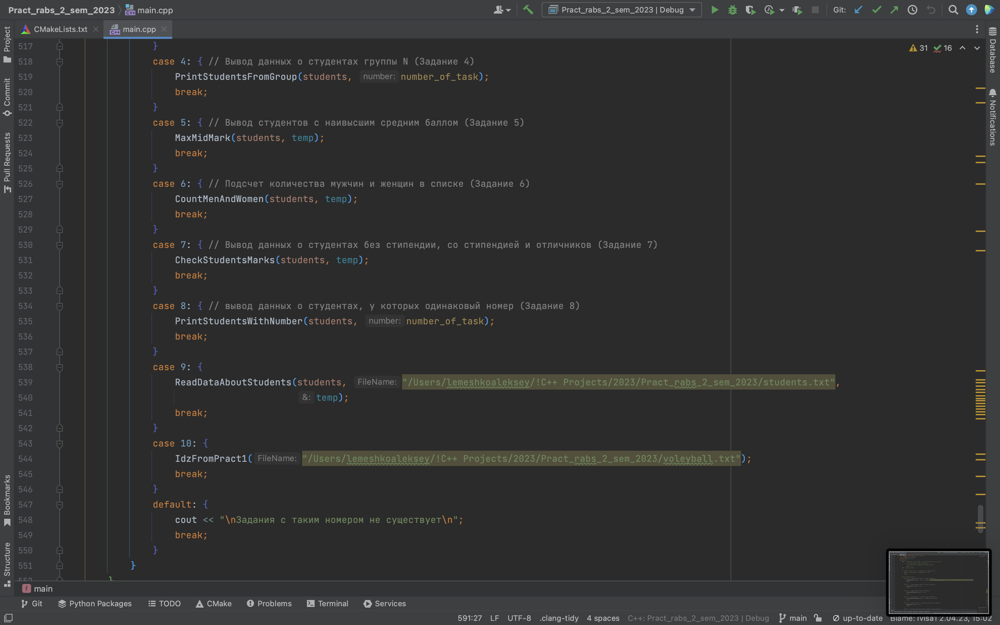 Pract_rabs_2_sem_2023 main.cpp Pract_rabs_2_sem_2023 | Debug Git:
CMakeLists.txt main.cpp
Project
Commit
Pull Requests
Bookmarks
Structure
Database
Notifications
31 16
517 }
518 case 4: { // Вывод данных о студентах группы N (Задание 4)
519 PrintStudentsFromGroup(students, number: number_of_task);
520 break;
521 }
522 case 5: { // Вывод студентов с наивысшим средним баллом (Задание 5)
523 MaxMidMark(students, temp);
524 break;
525 }
526 case 6: { // Подсчет количества мужчин и женщин в списке (Задание 6)
527 CountMenAndWomen(students, temp);
528 break;
529 }
530 case 7: { // Вывод данных о студентах без стипендии, со стипендией и отличников (Задание 7)
531 CheckStudentsMarks(students, temp);
532 break;
533 }
534 case 8: { // вывод данных о студентах, у которых одинаковый номер (Задание 8)
535 PrintStudentsWithNumber(students, number: number_of_task);
536 break;
537 }
538 case 9: {
539 ReadDataAboutStudents(students, FileName: "/Users/lemeshkoaleksey/!C++ Projects/2023/Pract_rabs_2_sem_2023/students.txt",
540 &: temp);
541 break;
542 }
543 case 10: {
544 IdzFromPract1( FileName: "/Users/lemeshkoaleksey/!C++ Projects/2023/Pract_rabs_2_sem_2023/voleyball.txt");
545 break;
546 }
547 default: {
548 cout << "\nЗадания с таким номером не существует\n";
549 break;
550 }
551 }
552 }
f main
Git Python Packages TODO CMake Problems Terminal Services
591:27 LF UTF-8 .clang-tidy 4 spaces C++: Pract_rabs_2_sem_2023 | Debug main up-to-date Blame: 2.04.23, 15:02